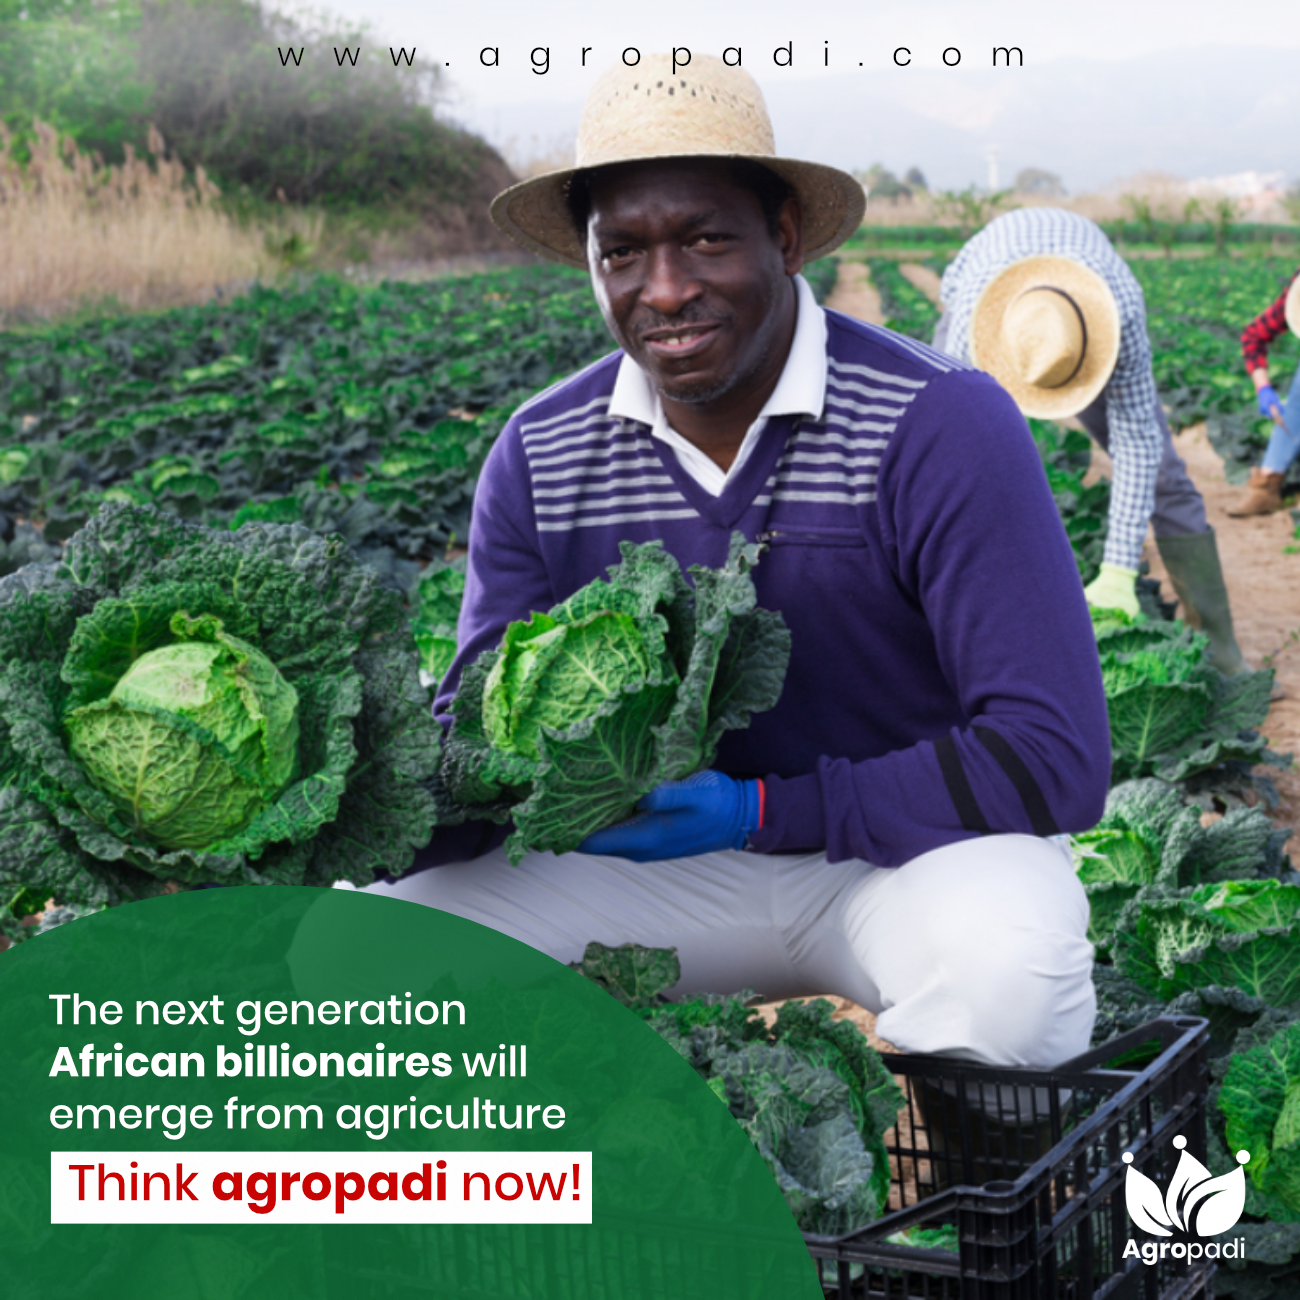 www.agropadi.com
The next generation
African billionaires will
emerge from agriculture
Think agropadi now!
Agropadi